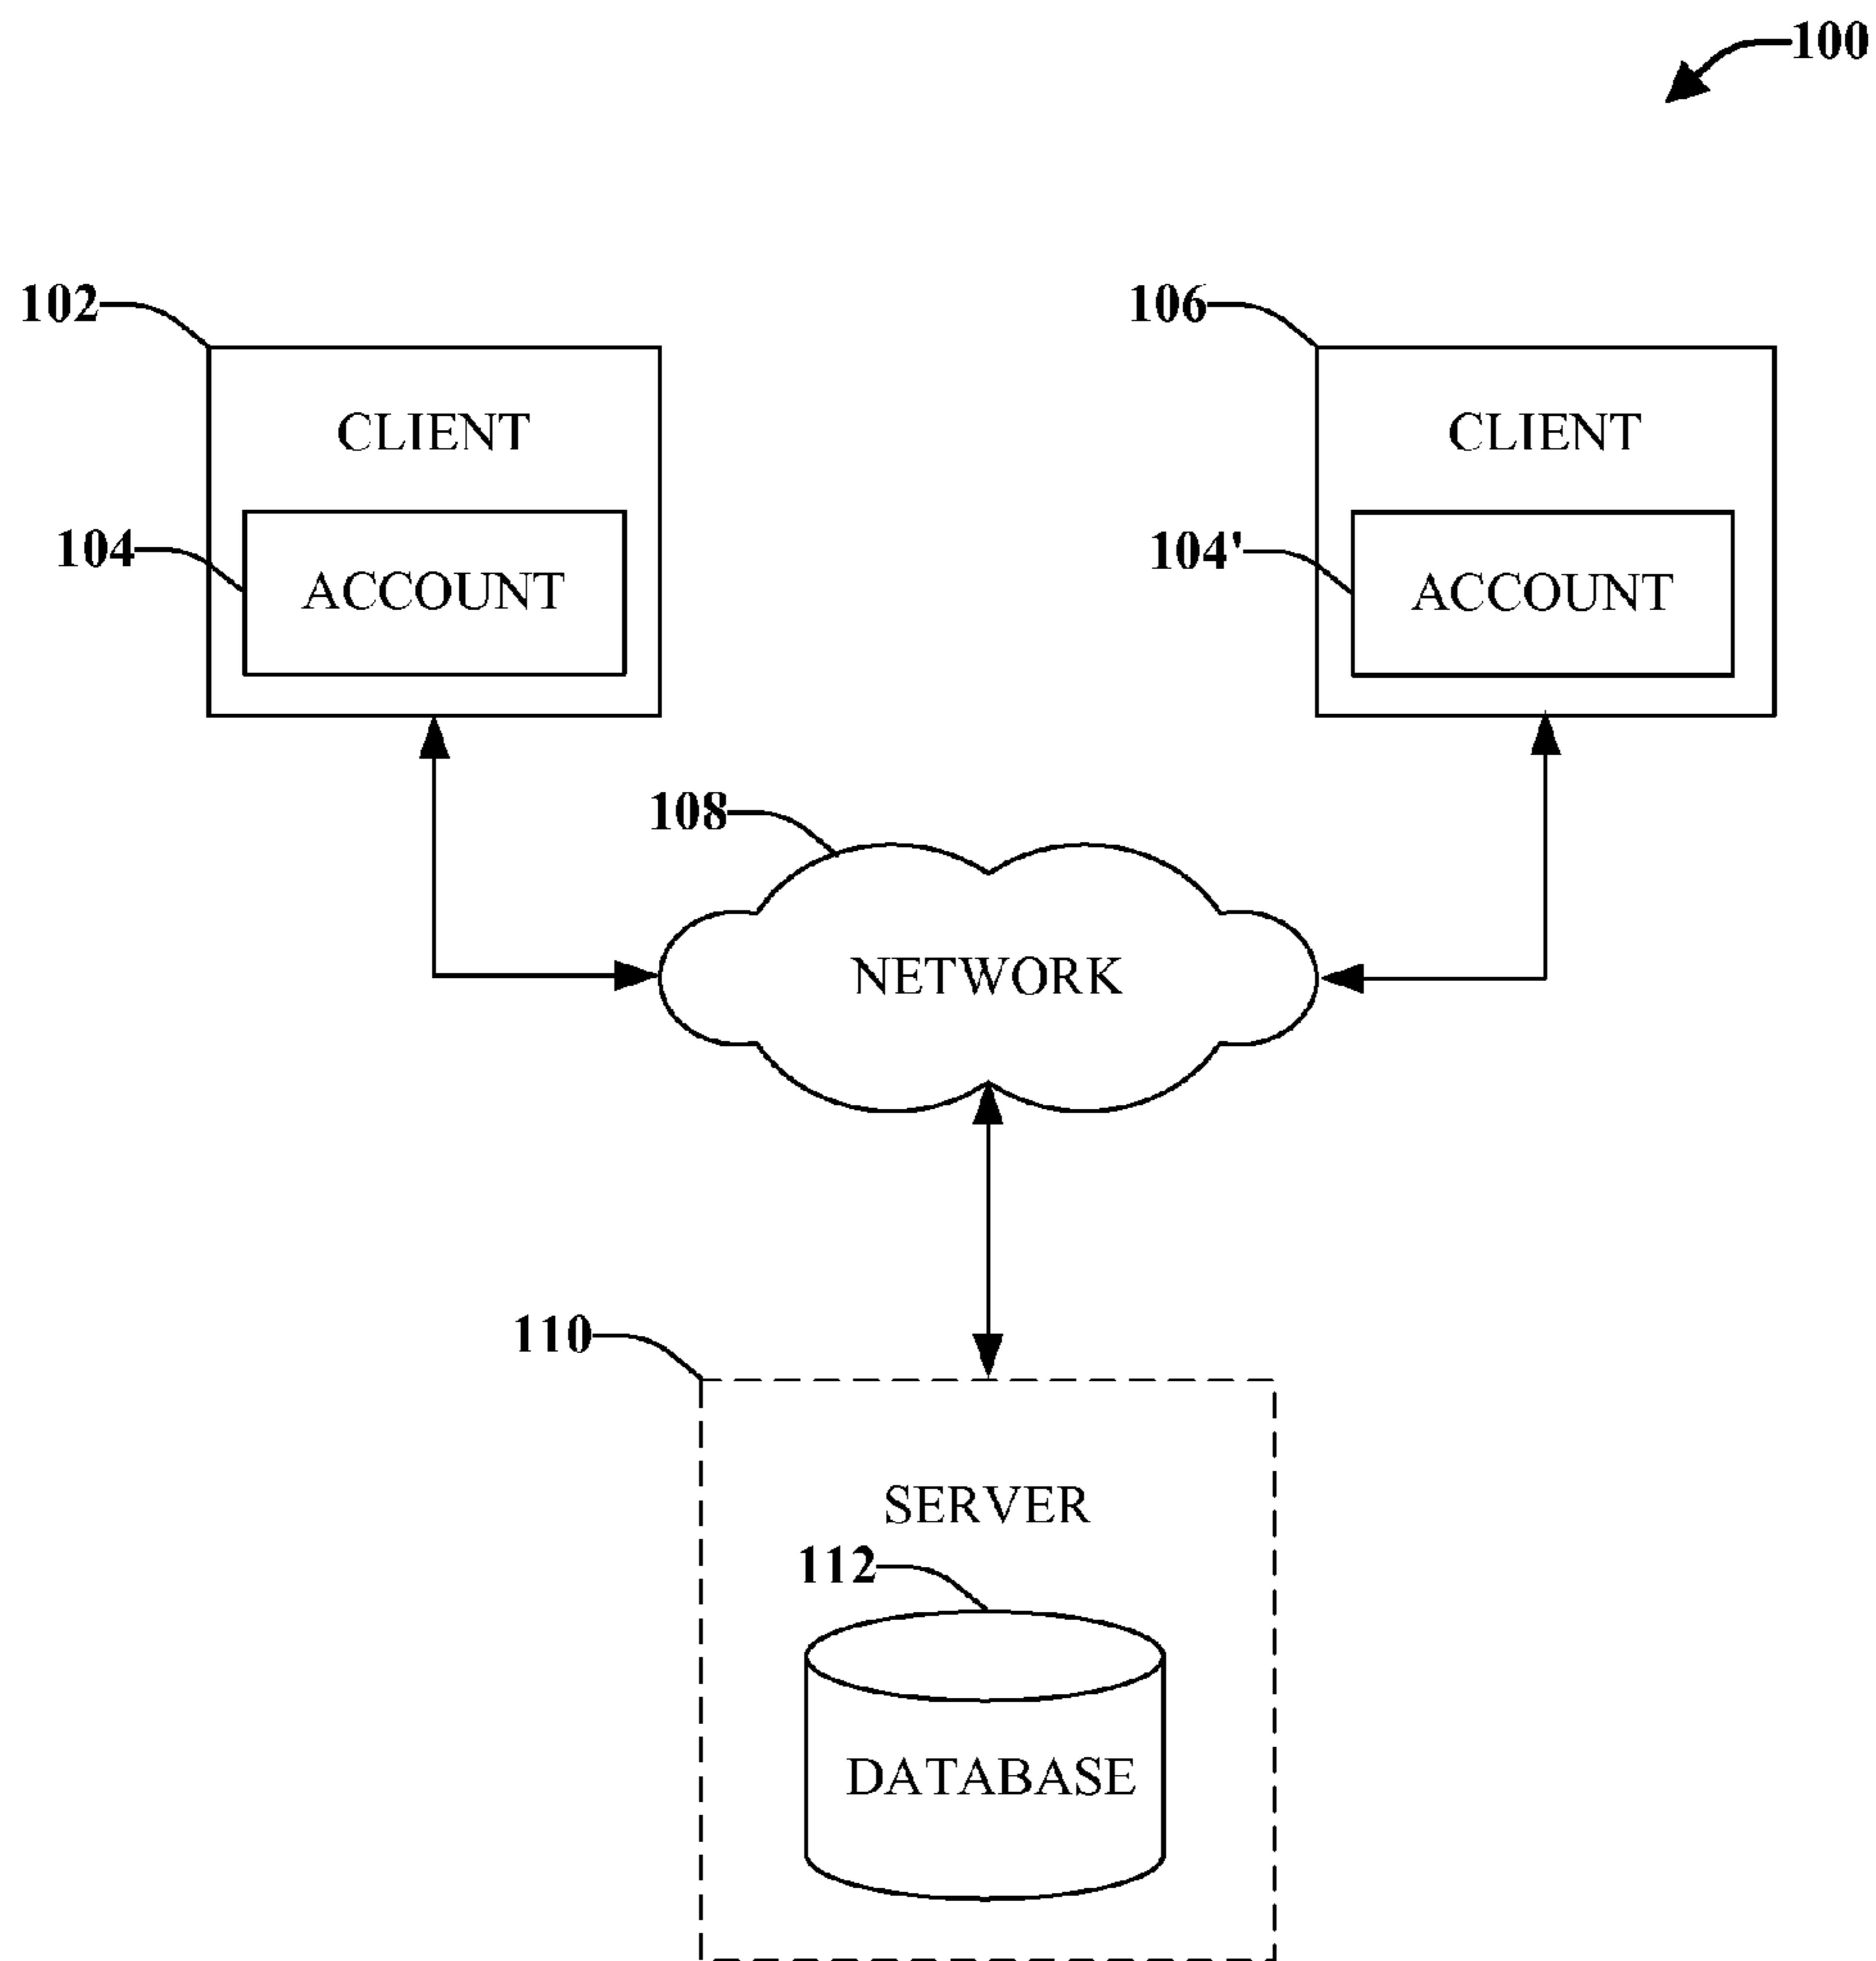 100
102
106
CLIENT
CLIENT
104
104'
ACCOUNT
ACCOUNT
108
NETWORK
110
SERVER
112
DATABASE